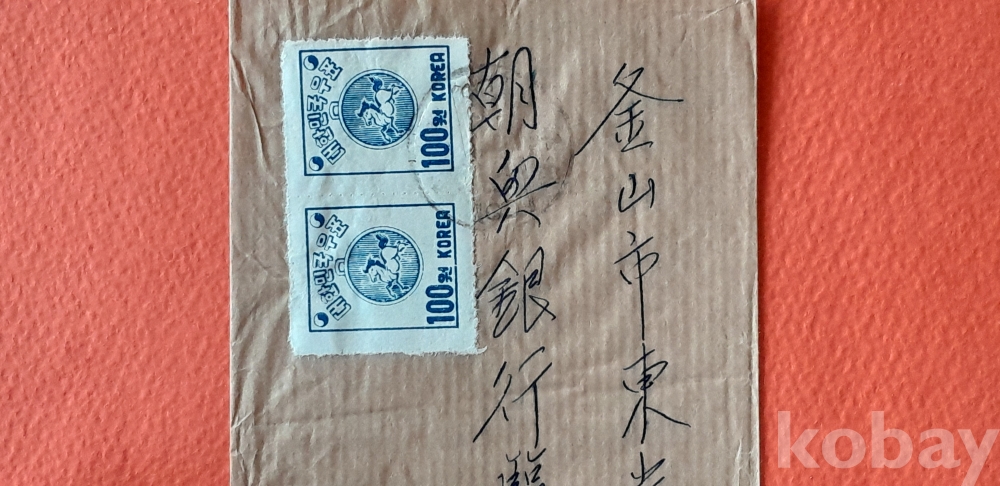 釜山市東
朝興銀行
대한민국우표
100원 KOREA
대한민국우표
100원 KOREA
kobay